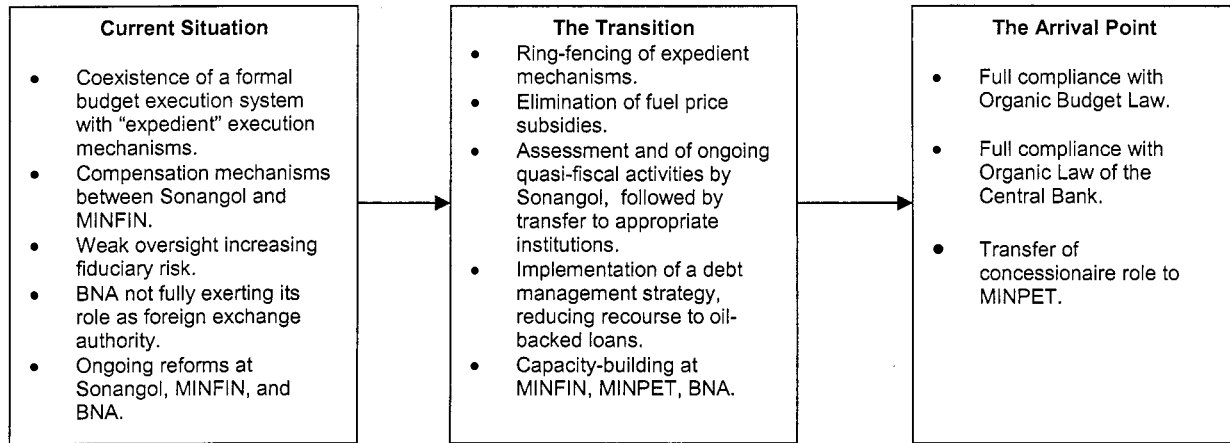 Current Situation
• Coexistence of a formal
budget execution system
with "expedient" execution
mechanisms.
• Compensation mechanisms
between Sonangol and
MINFIN.
• Weak oversight increasing
fiduciary risk.
• BNA not fully exerting its
role as foreign exchange
authority.
• Ongoing reforms at
Sonangol, MINFIN, and
BNA.
The Transition
• Ring-fencing of expedient
mechanisms.
• Elimination of fuel price
subsidies.
• Assessment and of ongoing
quasi-fiscal activities by
Sonangol, followed by
transfer to appropriate
institutions.
• Implementation of a debt
management strategy,
reducing recourse to oil-
backed loans.
• Capacity-building at
MINFIN, MINPET, BNA.
The Arrival Point
• Full compliance with
Organic Budget Law.
• Full compliance with
Organic Law of the
Central Bank.
• Transfer of
concessionaire role to
MINPET.